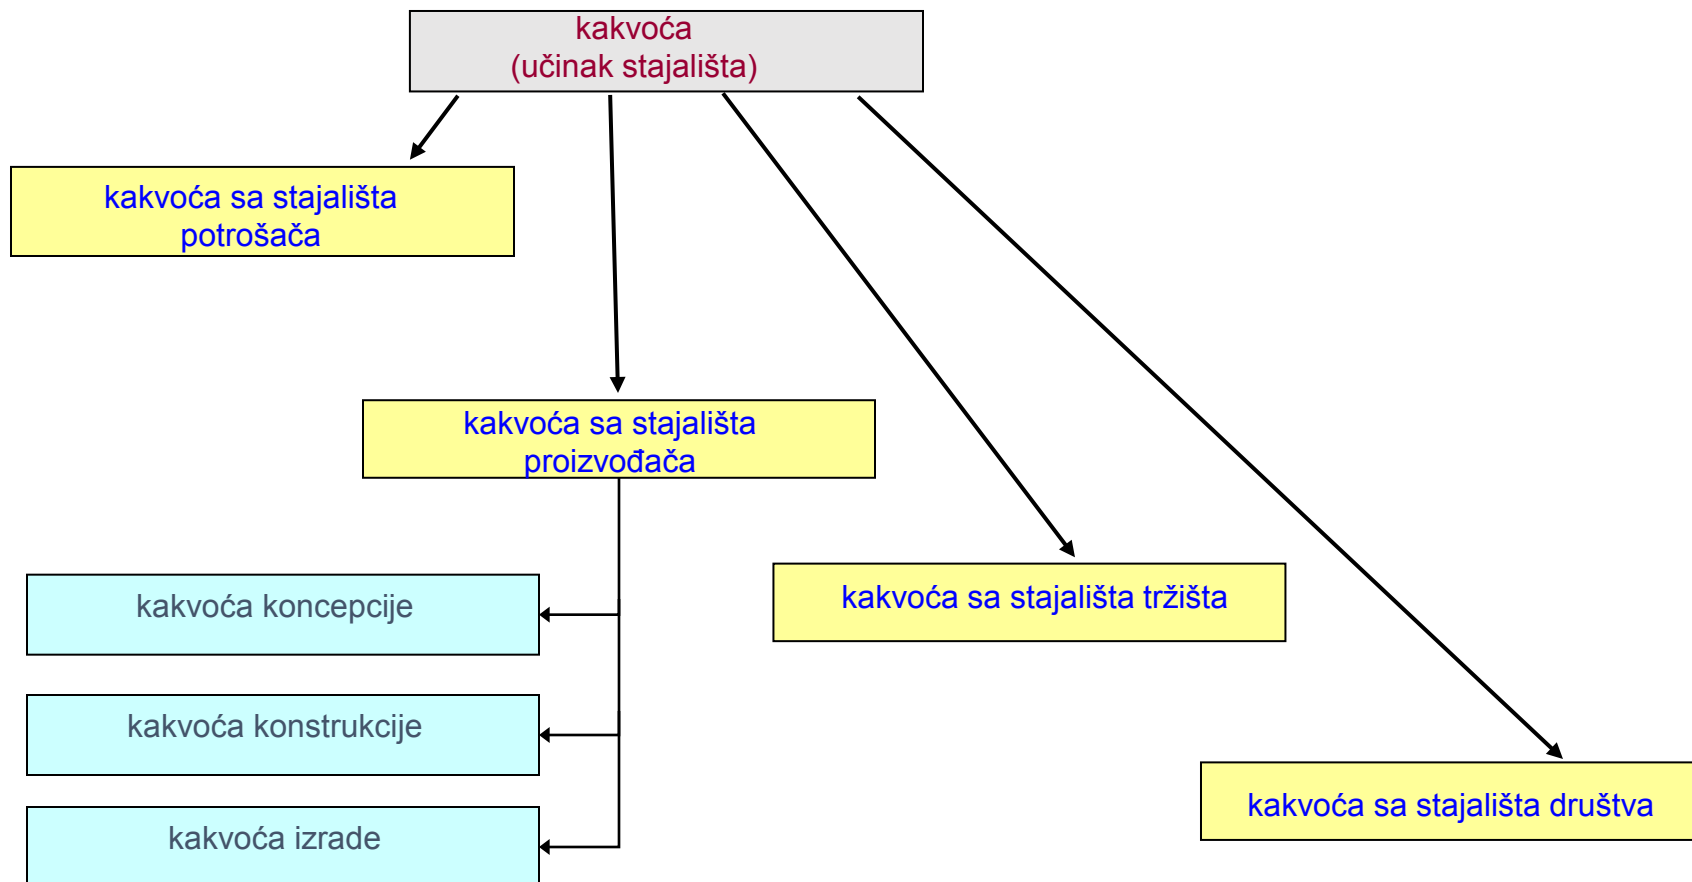 kakvoća
(učinak stajališta)
kakvoća sa stajališta
potrošača
kakvoća sa stajališta
proizvođača
kakvoća koncepcije
kakvoća sa stajališta tržišta
kakvoća konstrukcije
kakvoća sa stajališta društva
kakvoća izrade